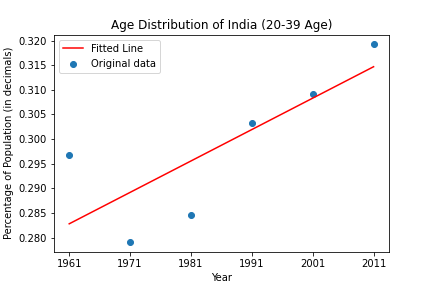 Age Distribution of India (20-39 Age)
Percentage of Population (in decimals)
0.320
0.315
0.310
0.305
0.300
0.295
0.290
0.285
0.280
Fitted Line
Original data
1961 1971 1981 1991 2001 2011
Year